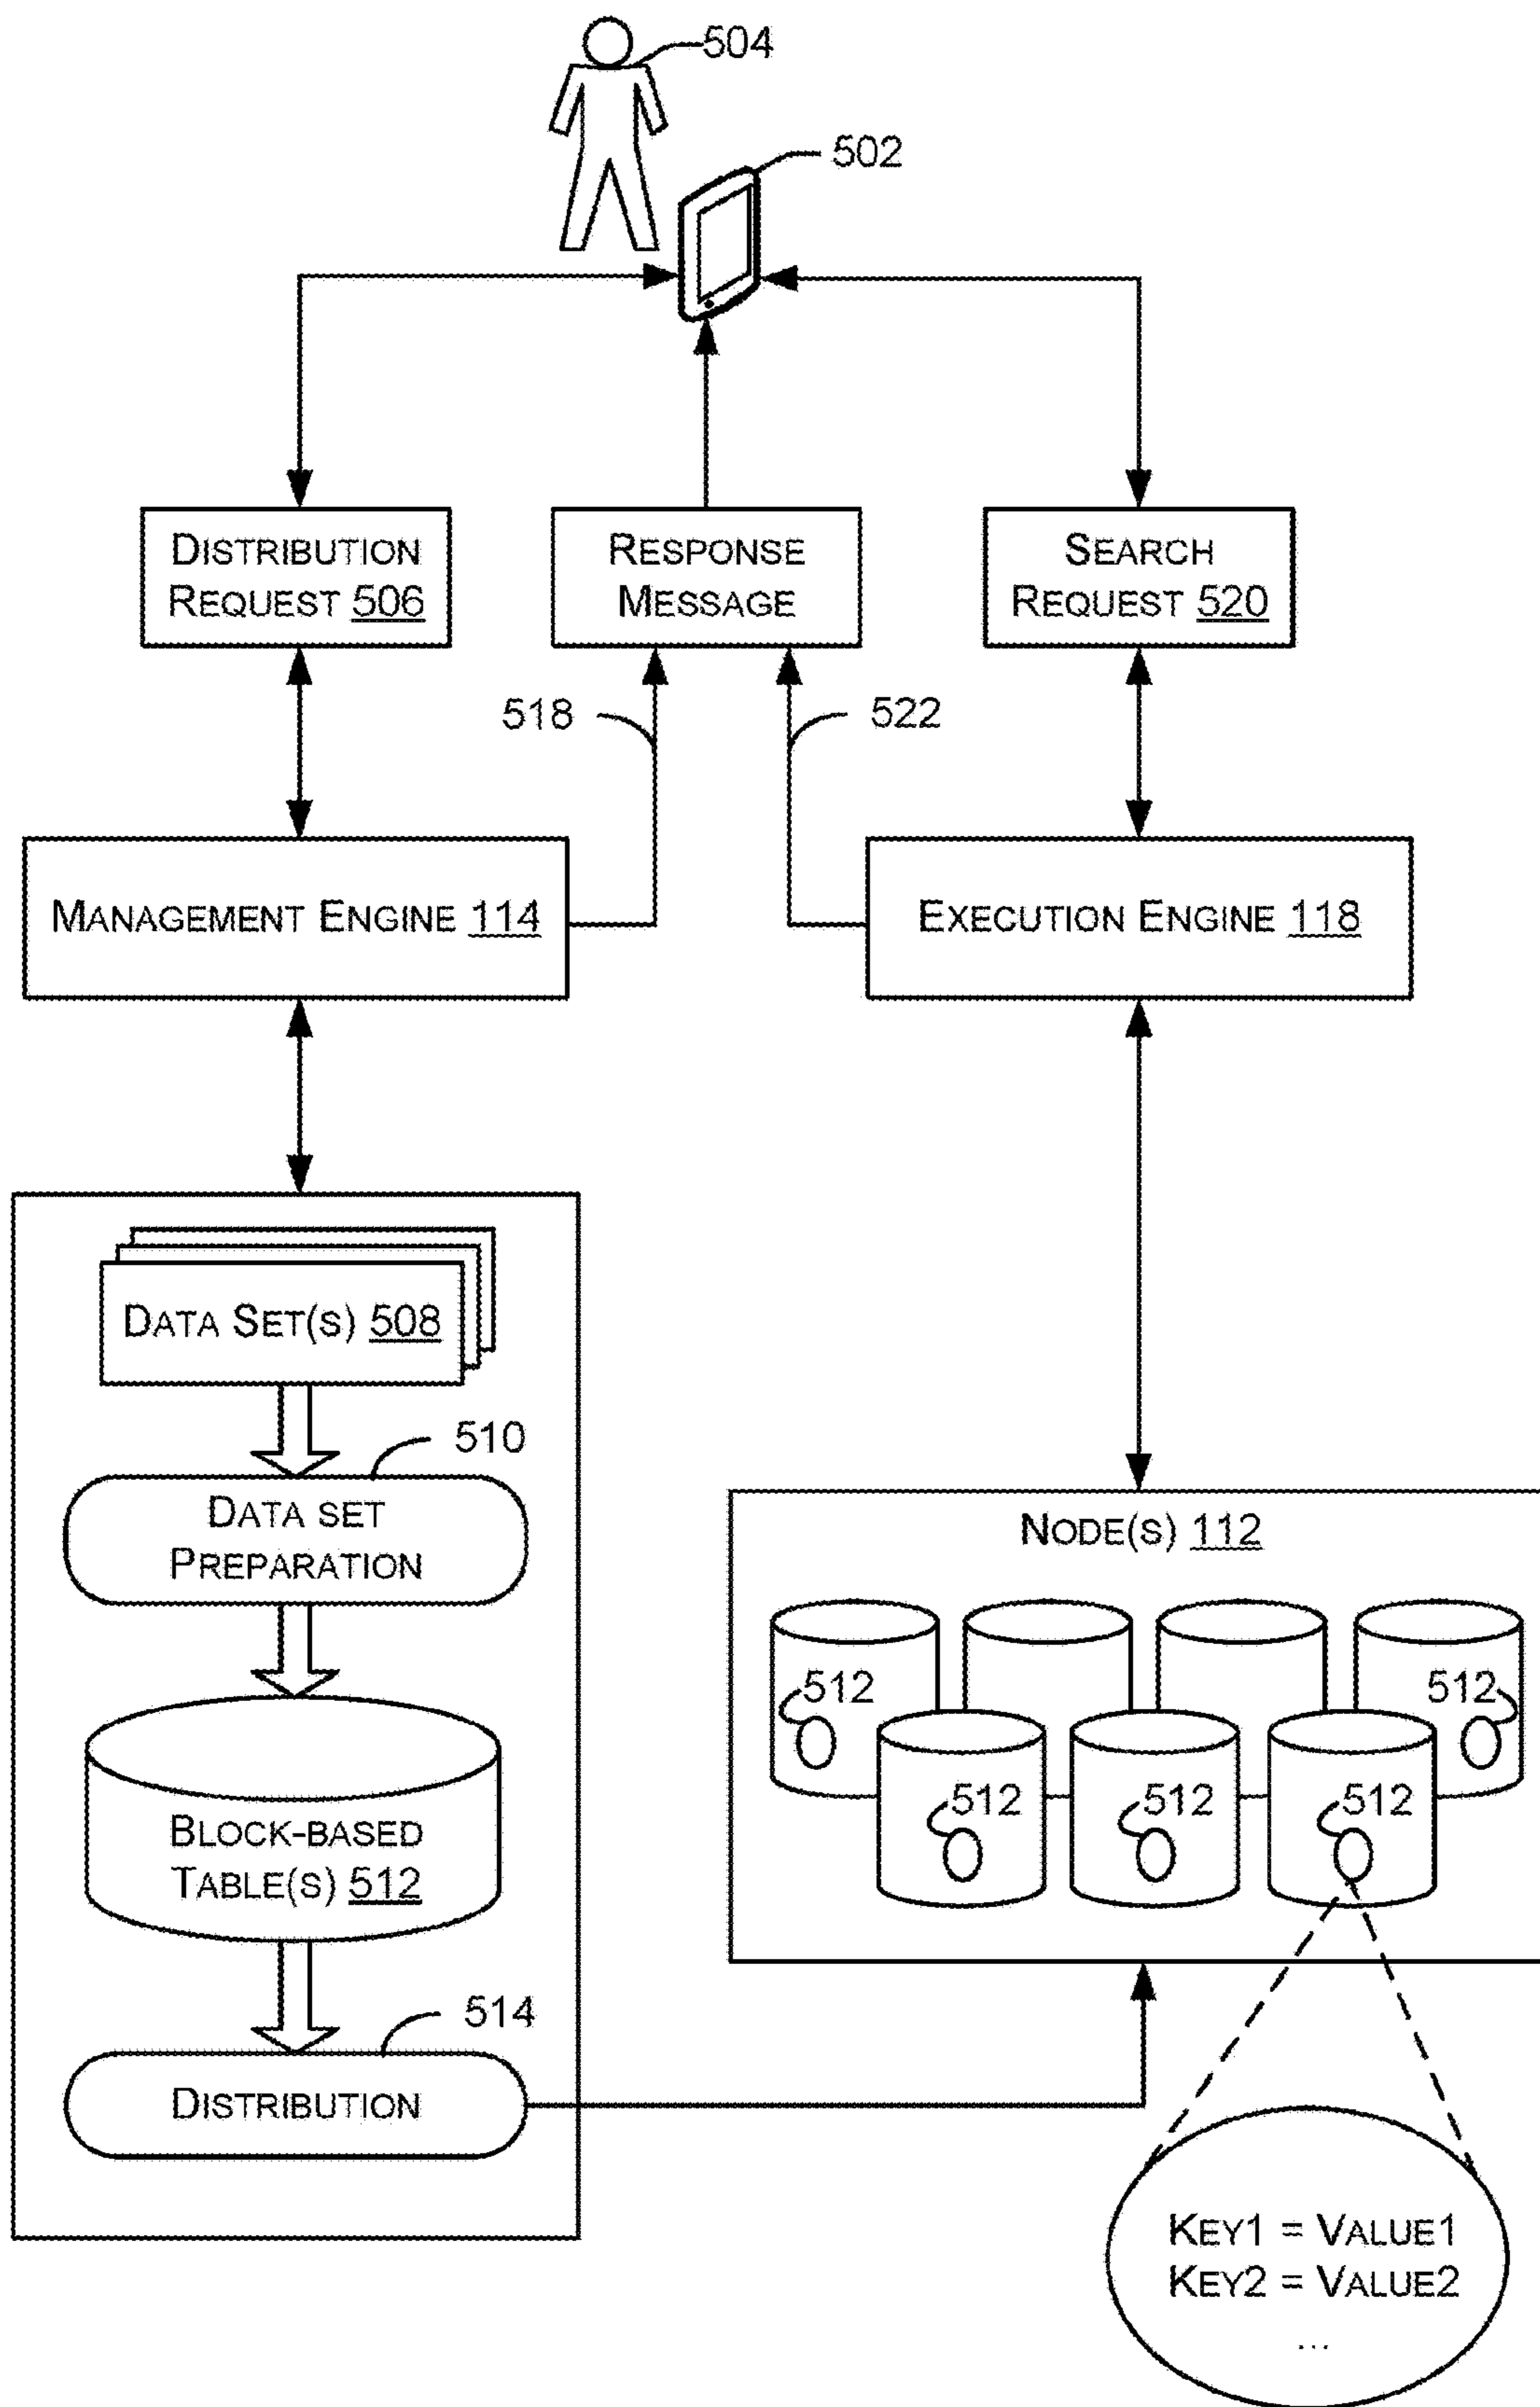 504
502
DISTRIBUTION
REQUEST 506
RESPONSE
MESSAGE
SEARCH
REQUEST 520
518
522
MANAGEMENT ENGINE 114
EXECUTION ENGINE 118
DATA SET(S) 508
510
DATA SET
PREPARATION
NODE(S) 112
512
512
512
512
512
BLOCK-BASED
TABLE(S) 512
514
DISTRIBUTION
KEY1 = VALUE1
KEY2 = VALUE2
...